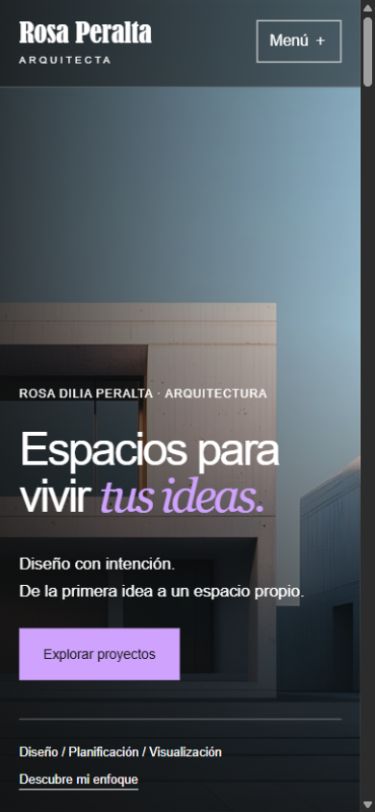 Rosa Peralta
ARQUITECTA
Menú +
ROSA DILIA PERALTA · ARQUITECTURA
Espacios para
vivir tus ideas.
Diseño con intención.
De la primera idea a un espacio propio.
Explorar proyectos
Diseño / Planificación / Visualización
Descubre mi enfoque